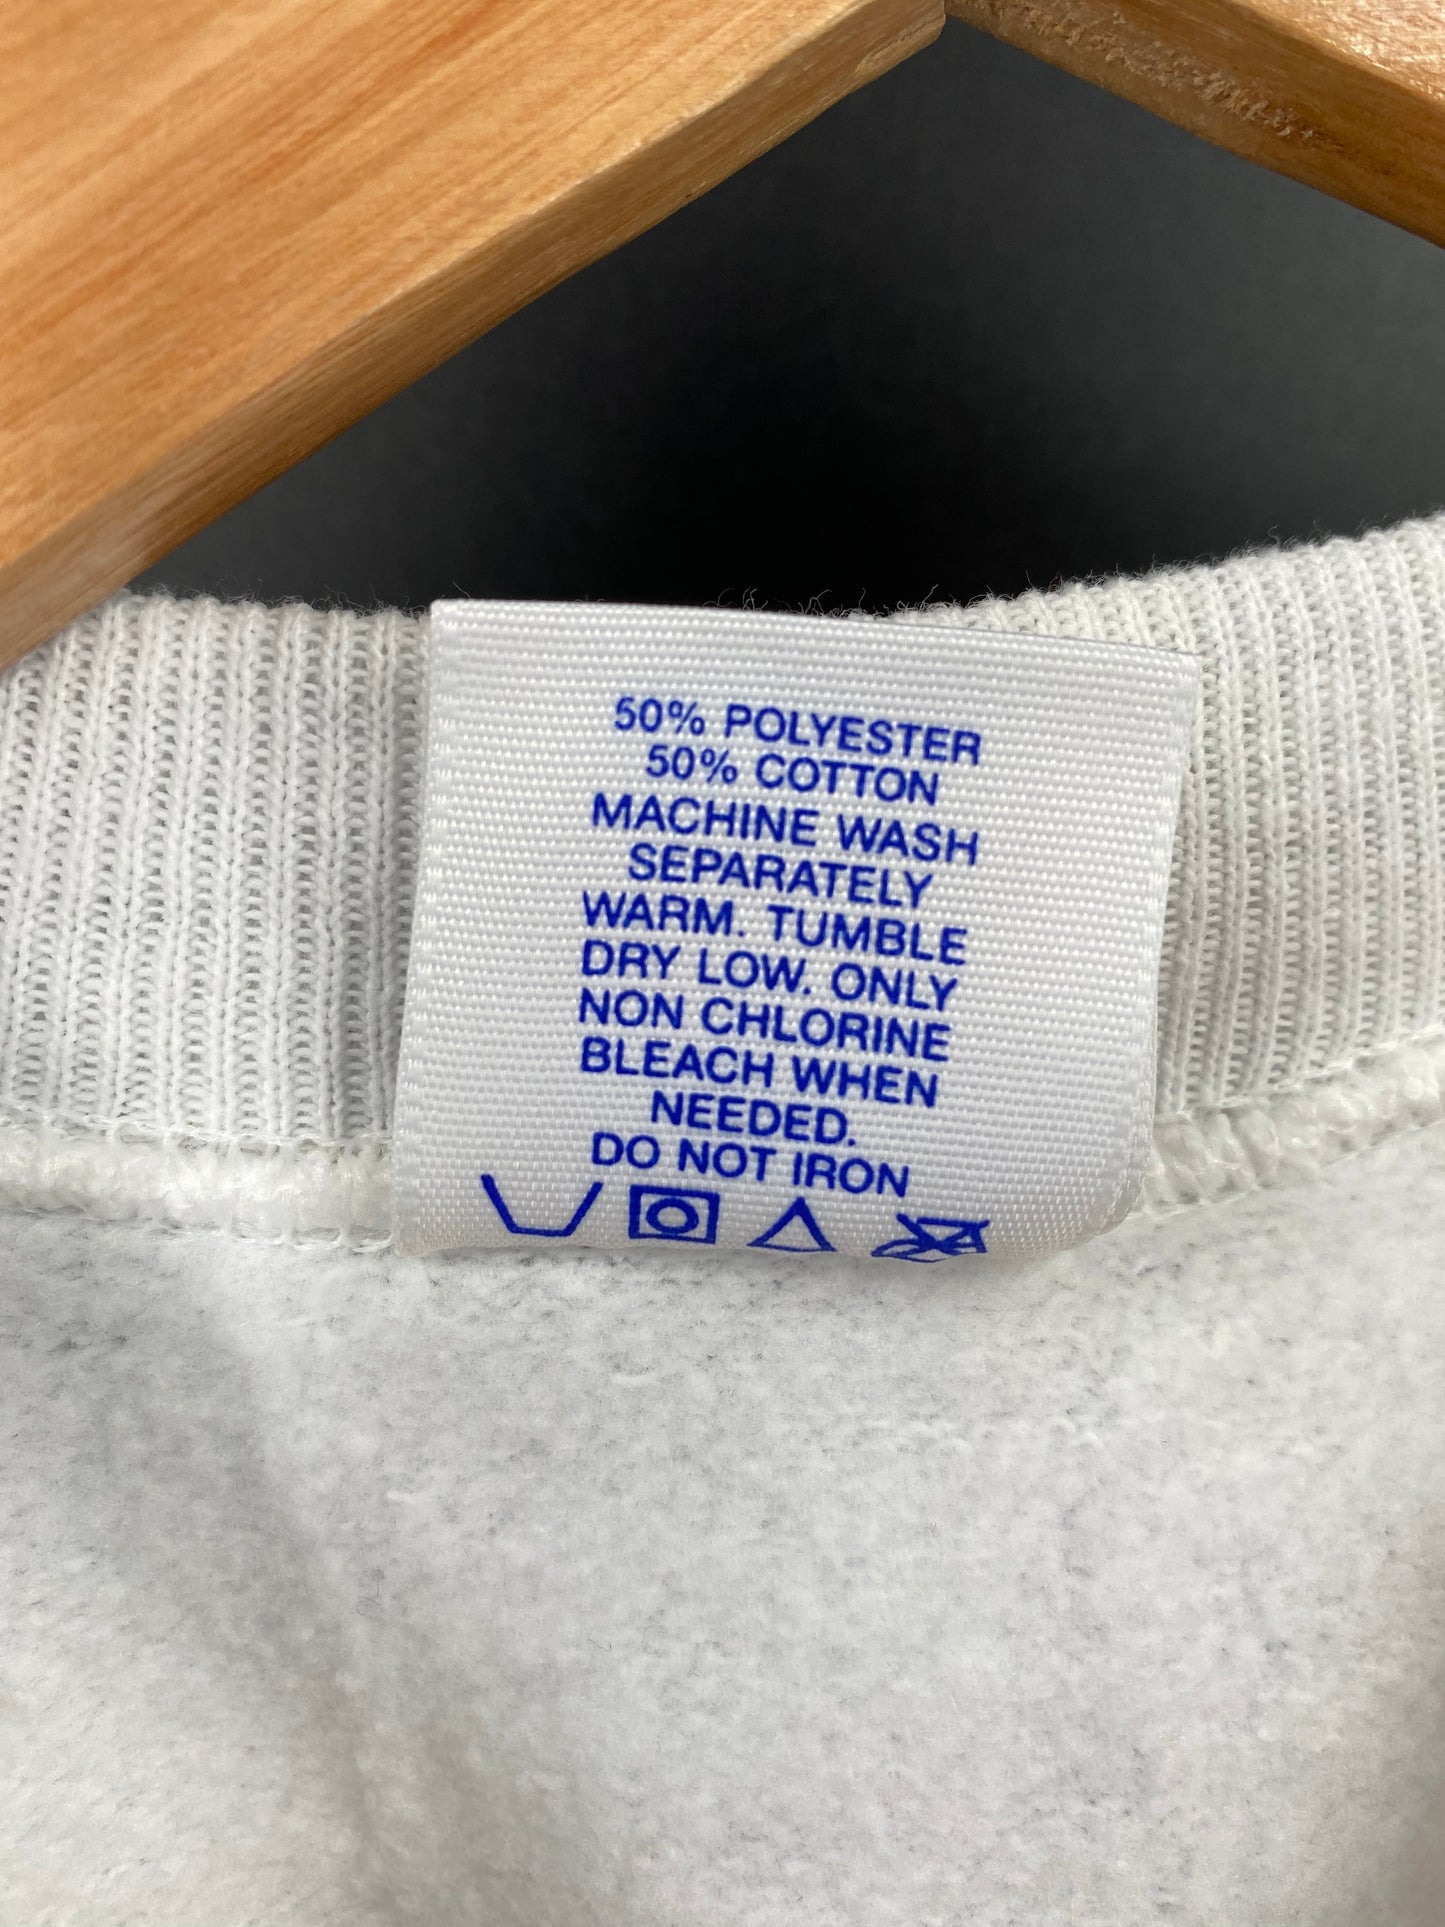 50% POLYESTER
50% COTTON
MACHINE WASH
SEPARATELY
WARM. TUMBLE
DRY LOW. ONLY
NON CHLORINE
BLEACH WHEN
NEEDED.
DO NOT IRON